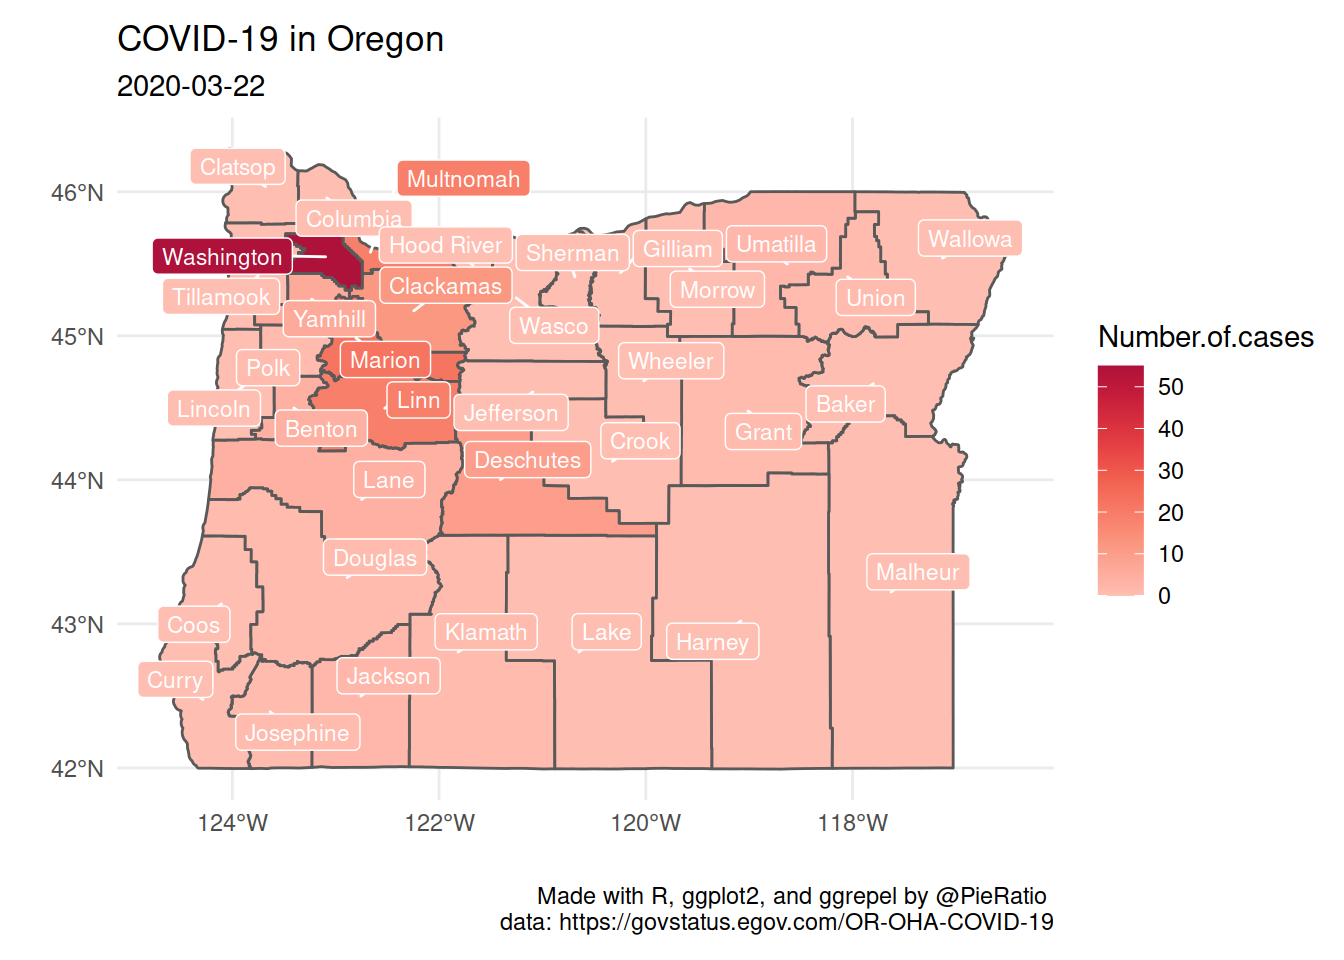 COVID-19 in Oregon
2020-03-22
Clatsop
Multnomah
46°N
Columbia
Wallowa
Hood River
Umatilla
Gilliam
Sherman
Washington
Clackamas
Morrow
Tillamook
Union
Yamhill
Wasco
45°N
Marion
Wheeler
Polk
Linn
Baker
Lincoln
Jefferson
Benton
Grant
Crook
Deschutes
44°N
Lane
Douglas
Malheur
43°N
Coos
Klamath
Lake
Harney
Curry
Jackson
Josephine
42°N
124°W
122°W
120°W
118°W
Number.of.cases
50
40
30
20
10
0
Made with R, ggplot2, and ggrepel by @PieRatio
data: https://govstatus.egov.com/OR-OHA-COVID-19